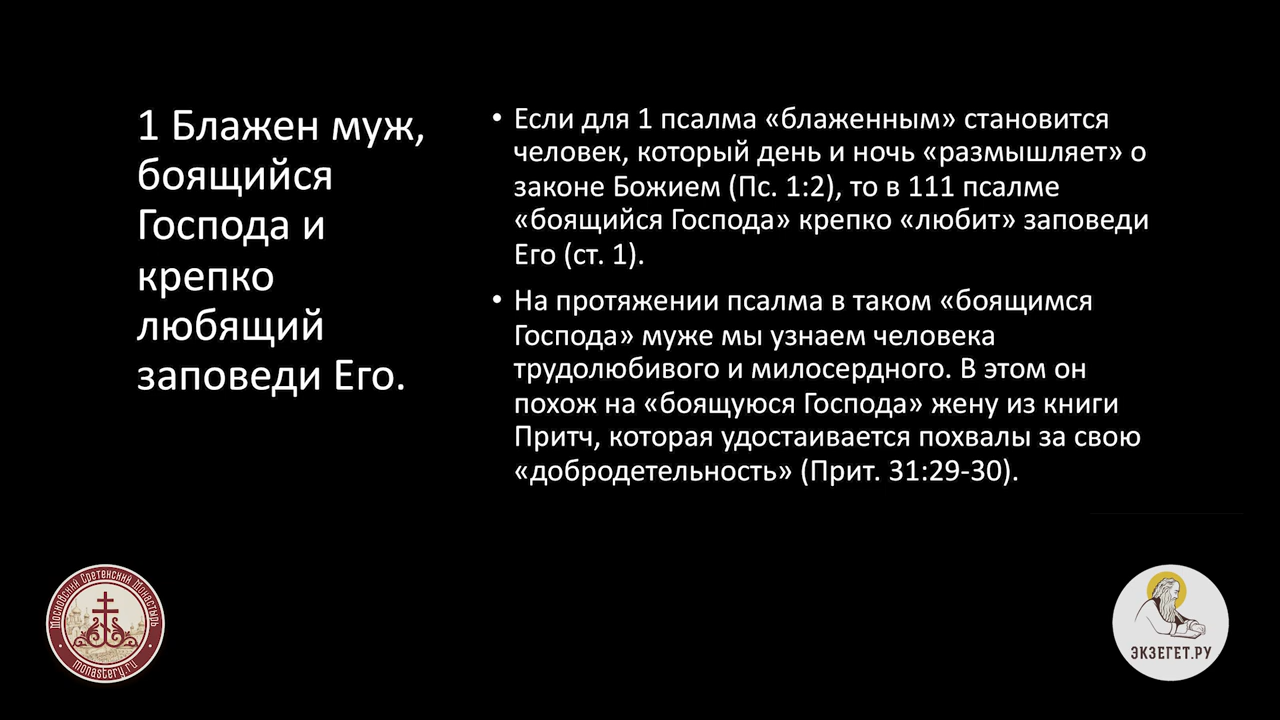 1 Блажен муж,
боящийся
Господа и
крепко
любящий
заповеди Его.
• Если для 1 псалма «блаженным» становится
человек, который день и ночь «размышляет» о
законе Божием (Пс. 1:2), то в 111 псалме
«боящийся Господа» крепко «любит» заповеди
Его (ст. 1).
• На протяжении псалма в таком «боящимся
Господа» муже мы узнаем человека
трудолюбивого и милосердного. В этом он
похож на «боящуюся Господа» жену из книги
Притч, которая удостаивается похвалы за свою
«добродетельность» (Прит. 31:29-30).
Московский Сретенский Монастырь
monastery.ru
ЭКЗЕГЕТ.РУ